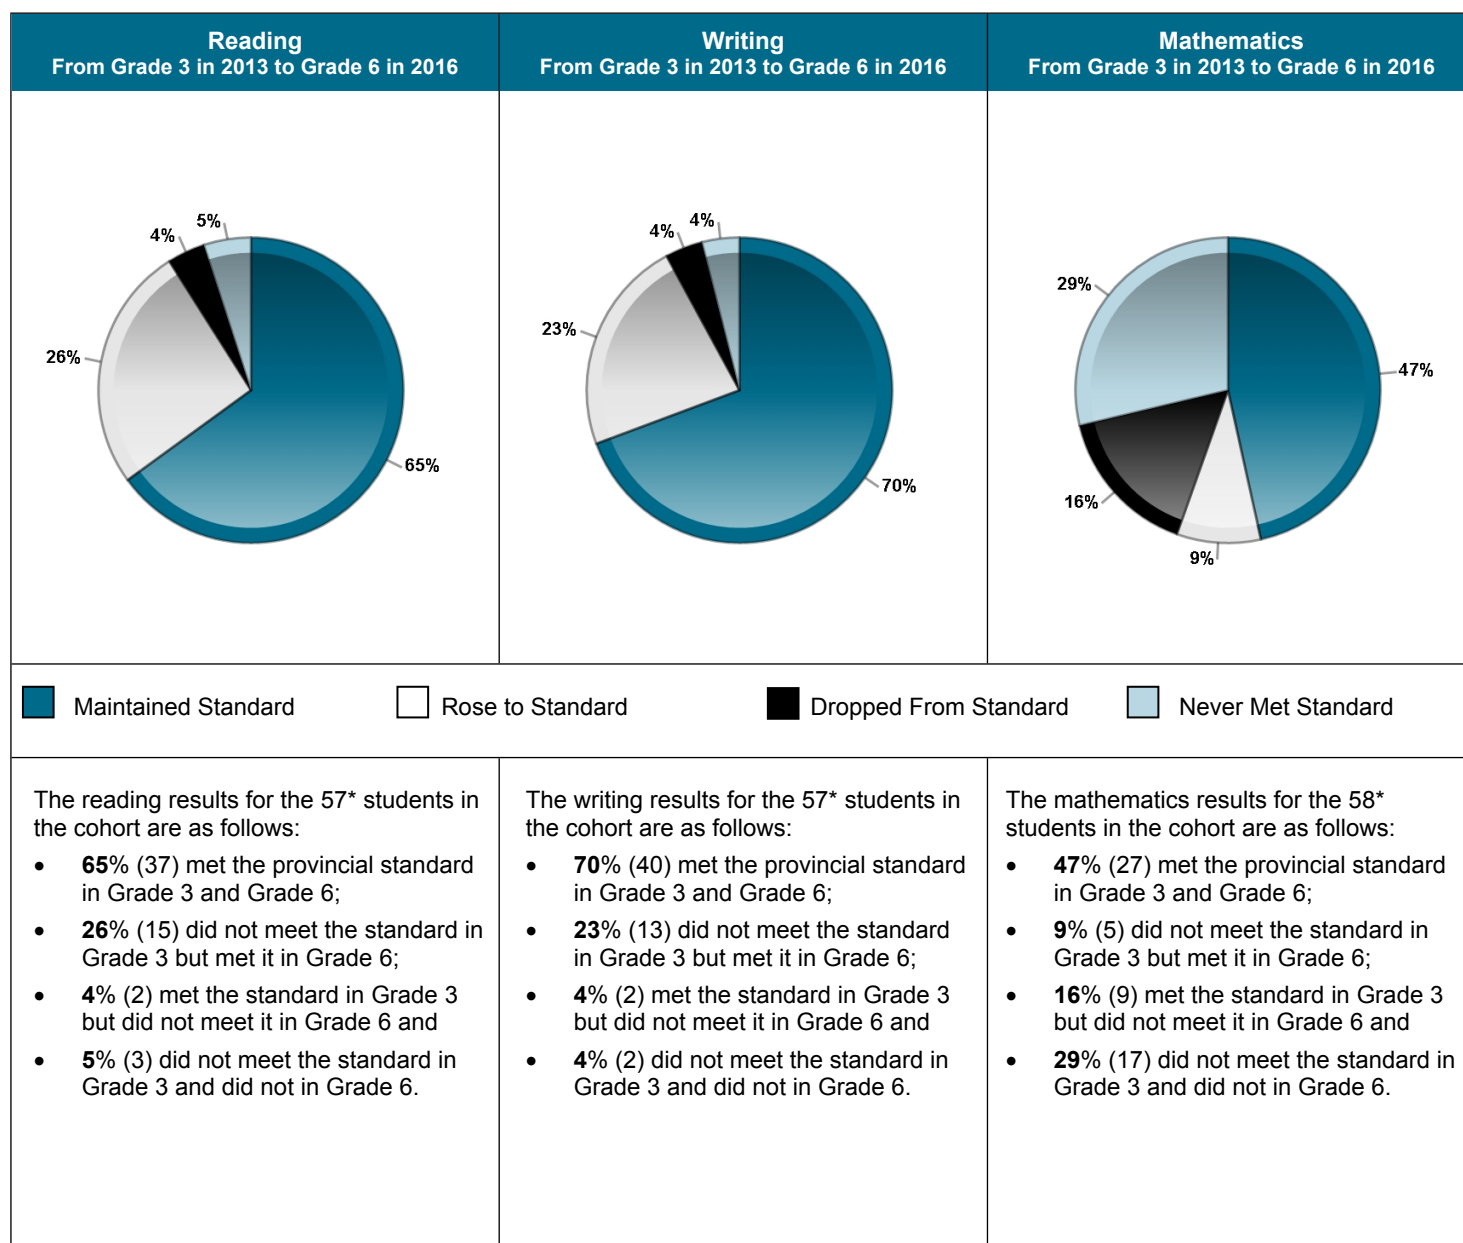 Reading
From Grade 3 in 2013 to Grade 6 in 2016
Writing
From Grade 3 in 2013 to Grade 6 in 2016
Mathematics
From Grade 3 in 2013 to Grade 6 in 2016
5%
4%
26%
65%
4%
4%
23%
70%
29%
47%
16%
9%
Maintained Standard
Rose to Standard
Dropped From Standard
Never Met Standard
The reading results for the 57* students in
the cohort are as follows:
• 65% (37) met the provincial standard
in Grade 3 and Grade 6;
• 26% (15) did not meet the standard in
Grade 3 but met it in Grade 6;
• 4% (2) met the standard in Grade 3
but did not meet it in Grade 6 and
• 5% (3) did not meet the standard in
Grade 3 and did not in Grade 6.
The writing results for the 57* students in
the cohort are as follows:
• 70% (40) met the provincial standard
in Grade 3 and Grade 6;
• 23% (13) did not meet the standard
in Grade 3 but met it in Grade 6;
• 4% (2) met the standard in Grade 3
but did not meet it in Grade 6 and
• 4% (2) did not meet the standard in
Grade 3 and did not in Grade 6.
The mathematics results for the 58*
students in the cohort are as follows:
• 47% (27) met the provincial standard
in Grade 3 and Grade 6;
• 9% (5) did not meet the standard in
Grade 3 but met it in Grade 6;
• 16% (9) met the standard in Grade 3
but did not meet it in Grade 6 and
• 29% (17) did not meet the standard in
Grade 3 and did not in Grade 6.